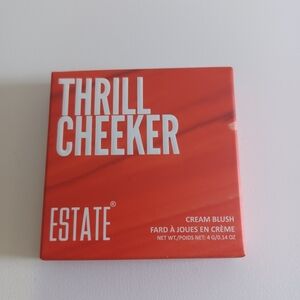 THRILL
CHEEKER
ESTATE®
CREAM BLUSH
FARD À JOUES EN CRÈME
NET WT./POIDS NET: 4 G/0.14 OZ